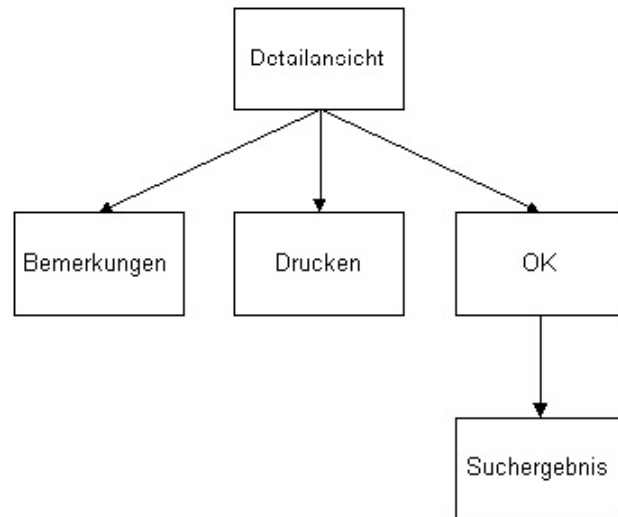 Detailansicht
Bemerkungen
Drucken
OK
Suchergebnis